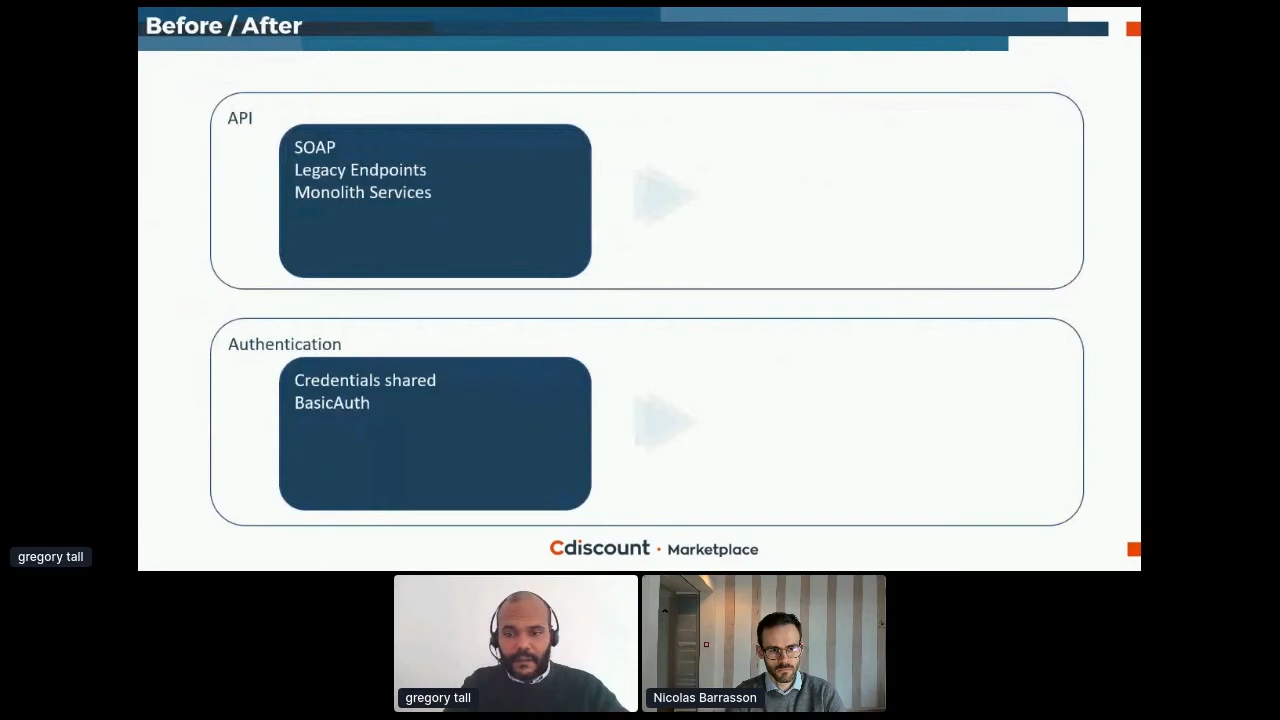 Before / After
API
SOAP
Legacy Endpoints
Monolith Services
Authentication
Credentials shared
BasicAuth
Cdiscount · Marketplace
gregory tall
gregory tall
Nicolas Barrasson